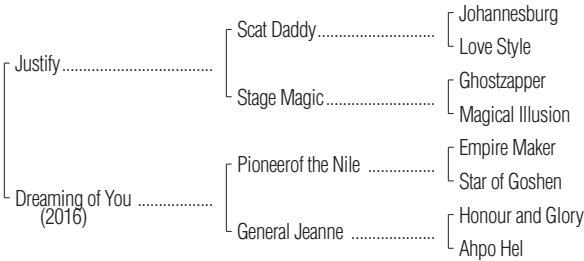 Johannesburg
Scat Daddy
Love Style
Justify
Ghostzapper
Stage Magic
Magical Illusion
Empire Maker
Pioneerof the Nile
Star of Goshen
Dreaming of You
(2016)
Honour and Glory
General Jeanne
Ahpo Hel